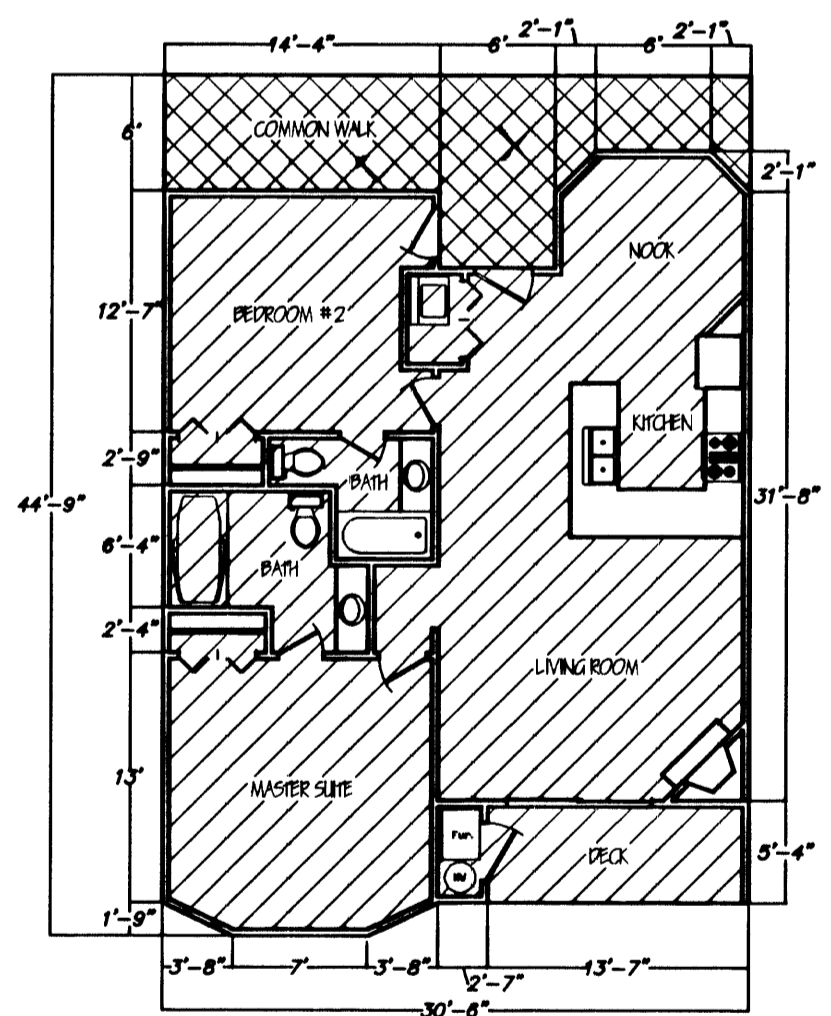 2'-1" 2'-1"
14'-4" 6' 6'
COMMON WALK
6'
2'-1"
NOOK
12'-7"
BEDROOM #2
KITCHEN
2'-9"
BATH
44'-9"
31'-8"
6'-4"
BATH
2'-4"
LIVING ROOM
13'
MASTER SUITE
Fur.
DECK
5'-4"
HW
1'-9"
3'-8" 7' 3'-8" 13'-7"
2'-7"
30'-6"